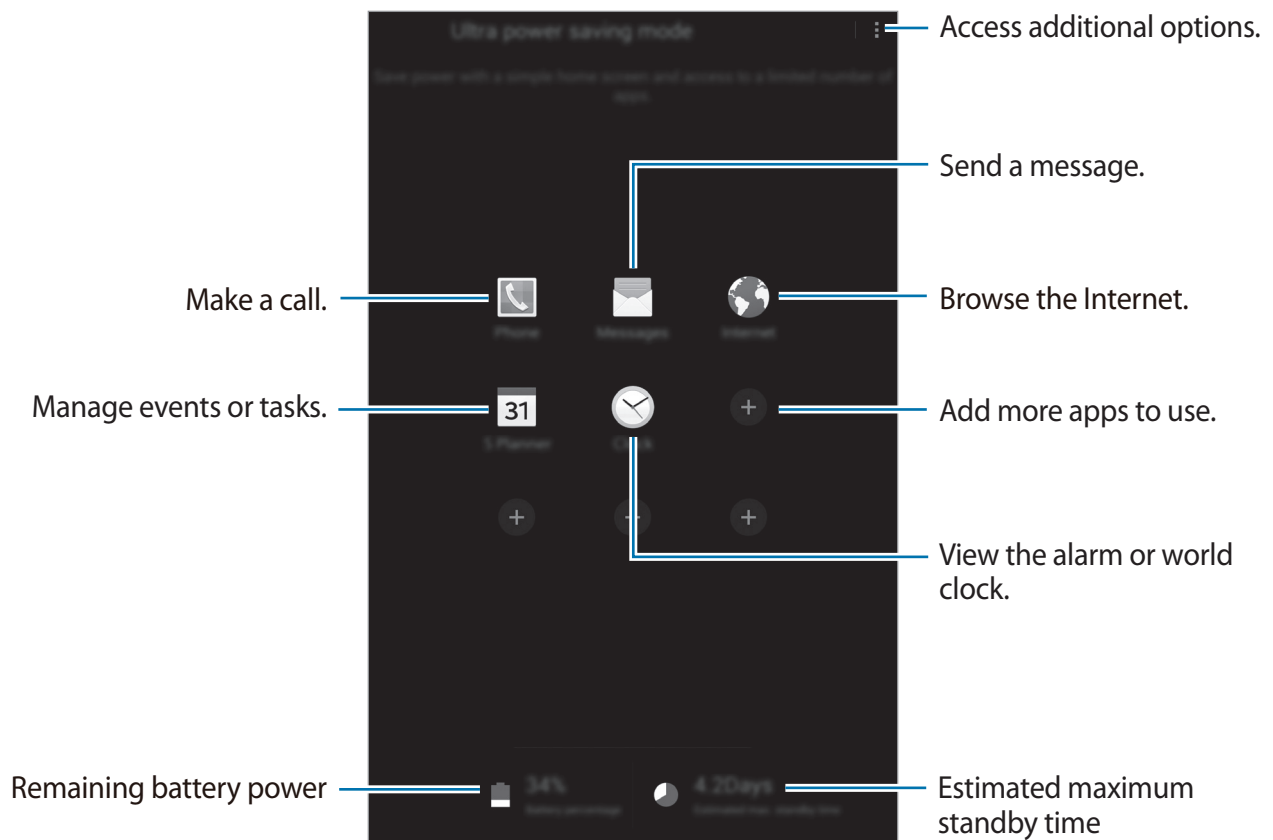 Ultra power saving mode
Access additional options.
Save power with a simple home screen and access to a limited number of
apps.
Send a message.
Make a call.
Browse the Internet.
Phone
Messages
Internet
Manage events or tasks.
31
Add more apps to use.
S Planner
Clock
View the alarm or world
clock.
Remaining battery power
34%
Battery percentage
4.2Days
Estimated max. standby time
Estimated maximum
standby time